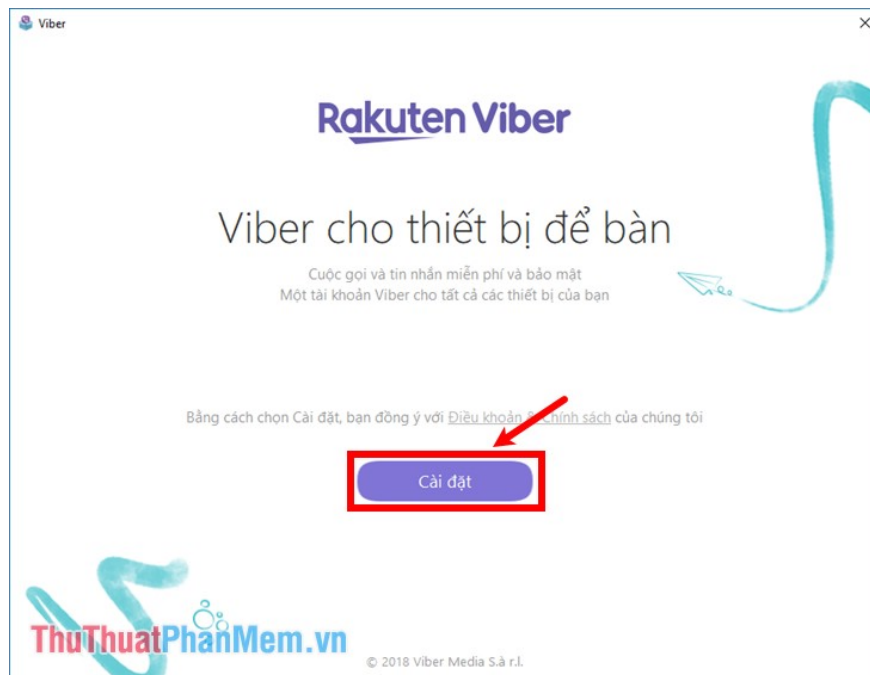 Viber
Rakuten Viber
Viber cho thiết bị để bàn
Cuộc gọi và tin nhắn miễn phí và bảo mật
Một tài khoản Viber cho tất cả các thiết bị của bạn
Bằng cách chọn Cài đặt, bạn đồng ý với Điều khoản & Chính sách của chúng tôi
Cài đặt
ThuThuatPhanMem.vn
© 2018 Viber Media S.à r.l.